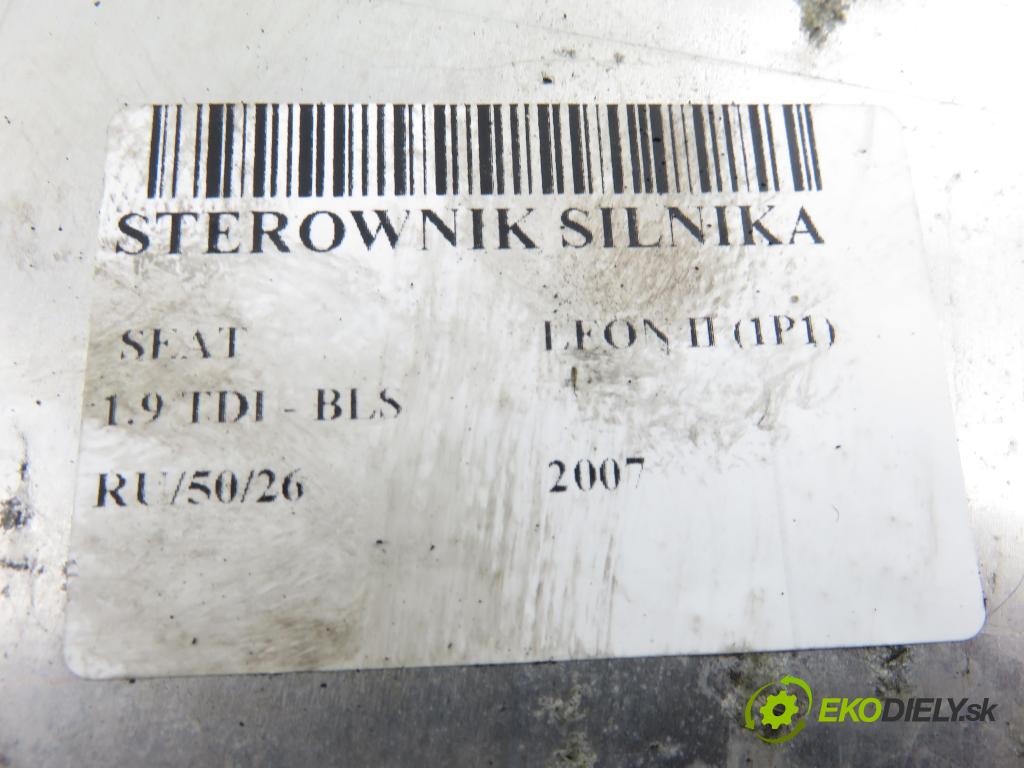 STEROWNIK SILNIKA
SEAT LEON II (1P1)
1.9 TDI - BLS
RU/50/26 2007
EKODIELY.sk